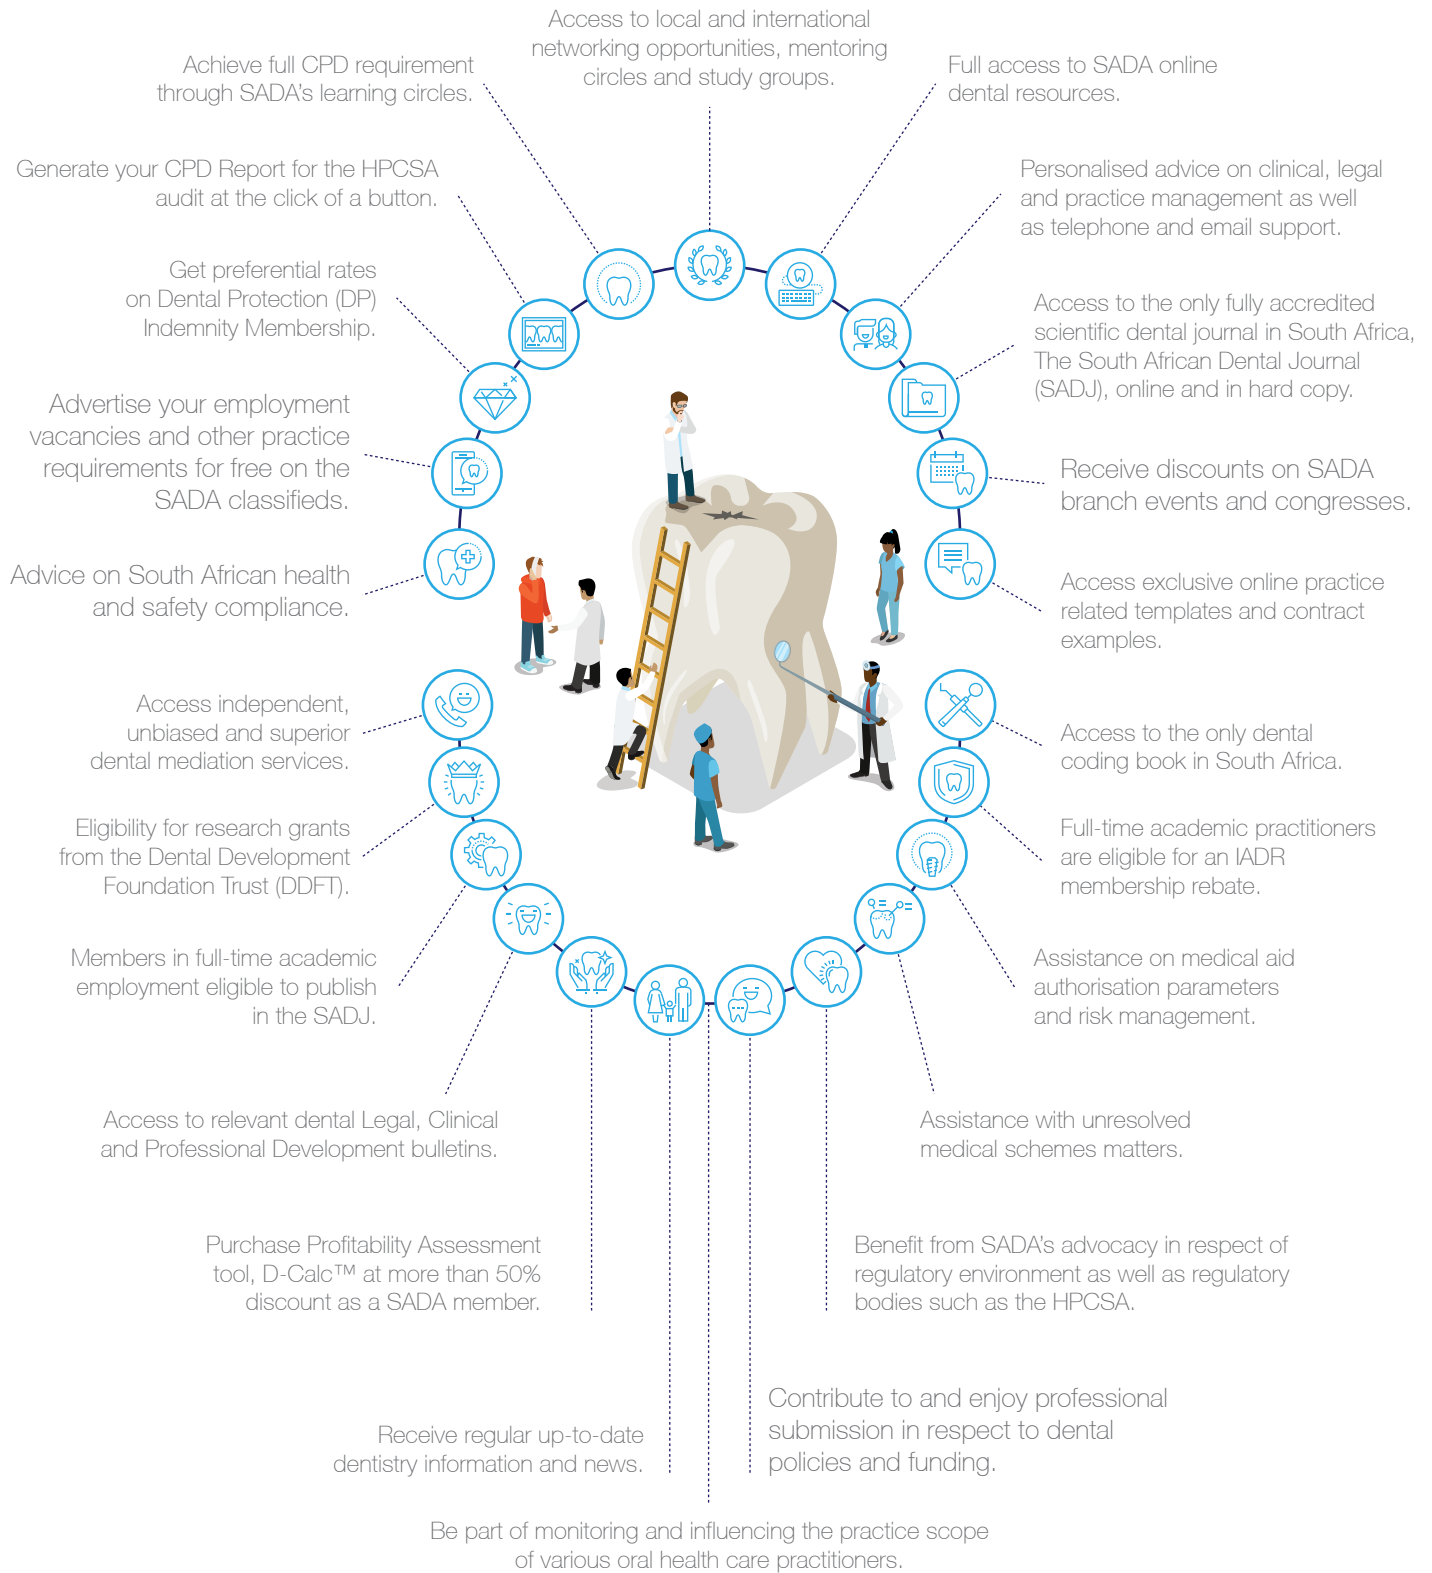 Access to local and international
networking opportunities, mentoring
circles and study groups.
Achieve full CPD requirement
through SADA's learning circles.
Full access to SADA online
dental resources.
Generate your CPD Report for the HPCSA
audit at the click of a button.
Personalised advice on clinical, legal
and practice management as well
as telephone and email support.
Get preferential rates
on Dental Protection (DP)
Indemnity Membership.
Access to the only fully accredited
scientific dental journal in South Africa,
The South African Dental Journal
(SADJ), online and in hard copy.
Advertise your employment
vacancies and other practice
requirements for free on the
SADA classifieds.
Receive discounts on SADA
branch events and congresses.
Advice on South African health
and safety compliance.
Access exclusive online practice
related templates and contract
examples.
Access independent,
unbiased and superior
dental mediation services.
Access to the only dental
coding book in South Africa.
Eligibility for research grants
from the Dental Development
Foundation Trust (DDFT).
Full-time academic practitioners
are eligible for an IADR
membership rebate.
Members in full-time academic
employment eligible to publish
in the SADJ.
Assistance on medical aid
authorisation parameters
and risk management.
Access to relevant dental Legal, Clinical
and Professional Development bulletins.
Assistance with unresolved
medical schemes matters.
Purchase Profitability Assessment
tool, D-Calc™ at more than 50%
discount as a SADA member.
Benefit from SADA's advocacy in respect of
regulatory environment as well as regulatory
bodies such as the HPCSA.
Receive regular up-to-date
dentistry information and news.
Contribute to and enjoy professional
submission in respect to dental
policies and funding.
Be part of monitoring and influencing the practice scope
of various oral health care practitioners.